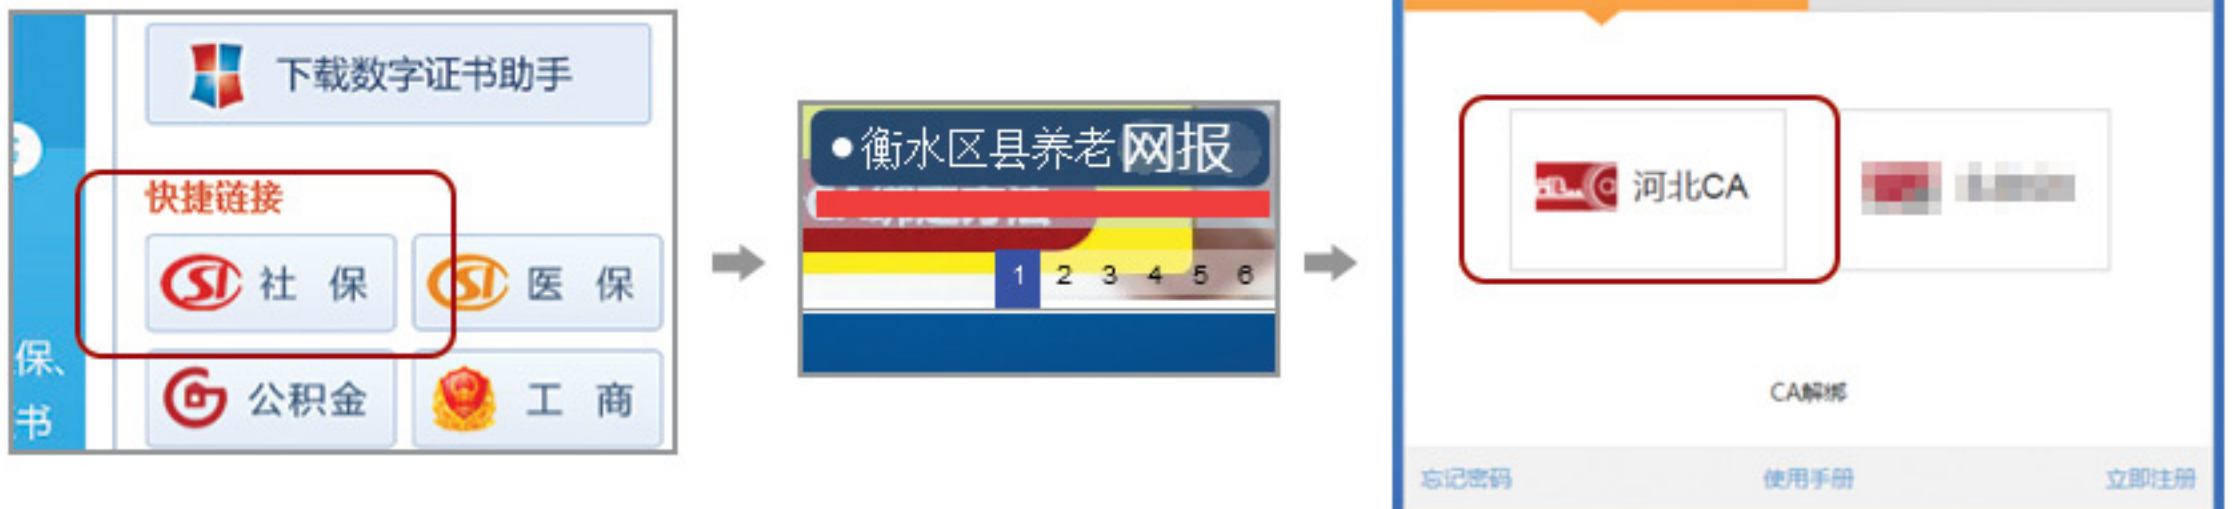 下载数字证书助手
快捷链接
社 保
医 保
保、
公积金
工 商
书
衡水区县养老网报
1 2 3 4 5 6
河北CA
CA解绑
忘记密码
使用手册
立即注册